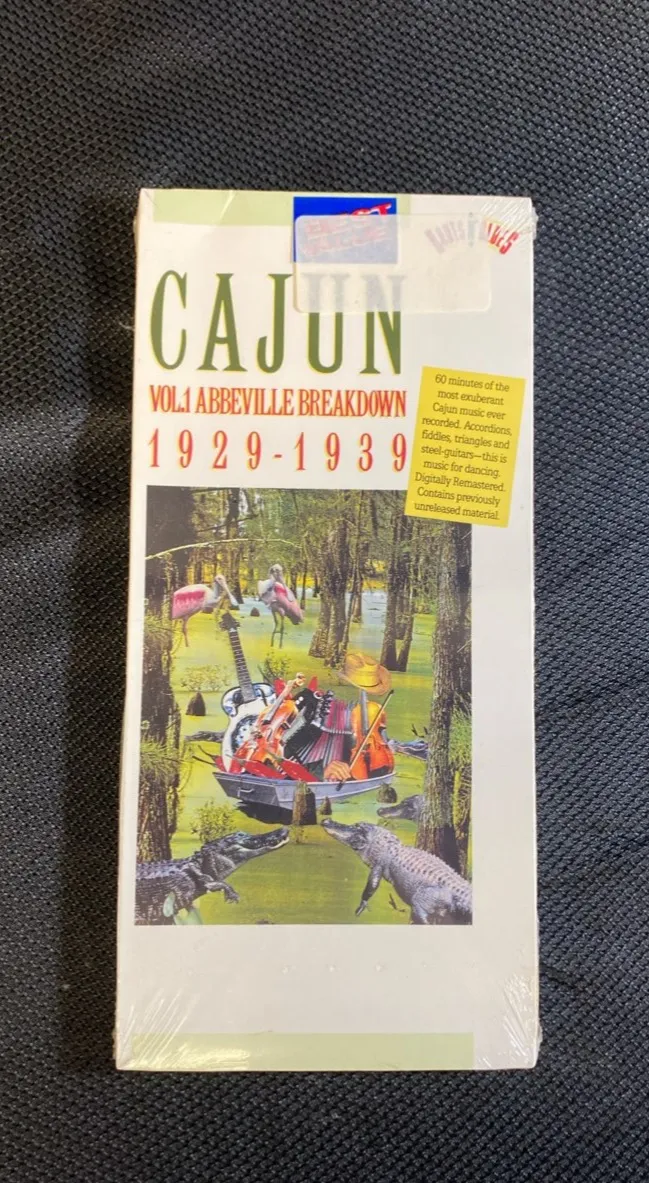 CAJUN
VOL.1 ABBEVILLE BREAKDOWN
1929-1939
60 minutes of the
most exuberant
Cajun music ever
recorded. Accordions,
fiddles, triangles and
steel-guitars—this is
music for dancing.
Digitally Remastered.
Contains previously
unreleased material.